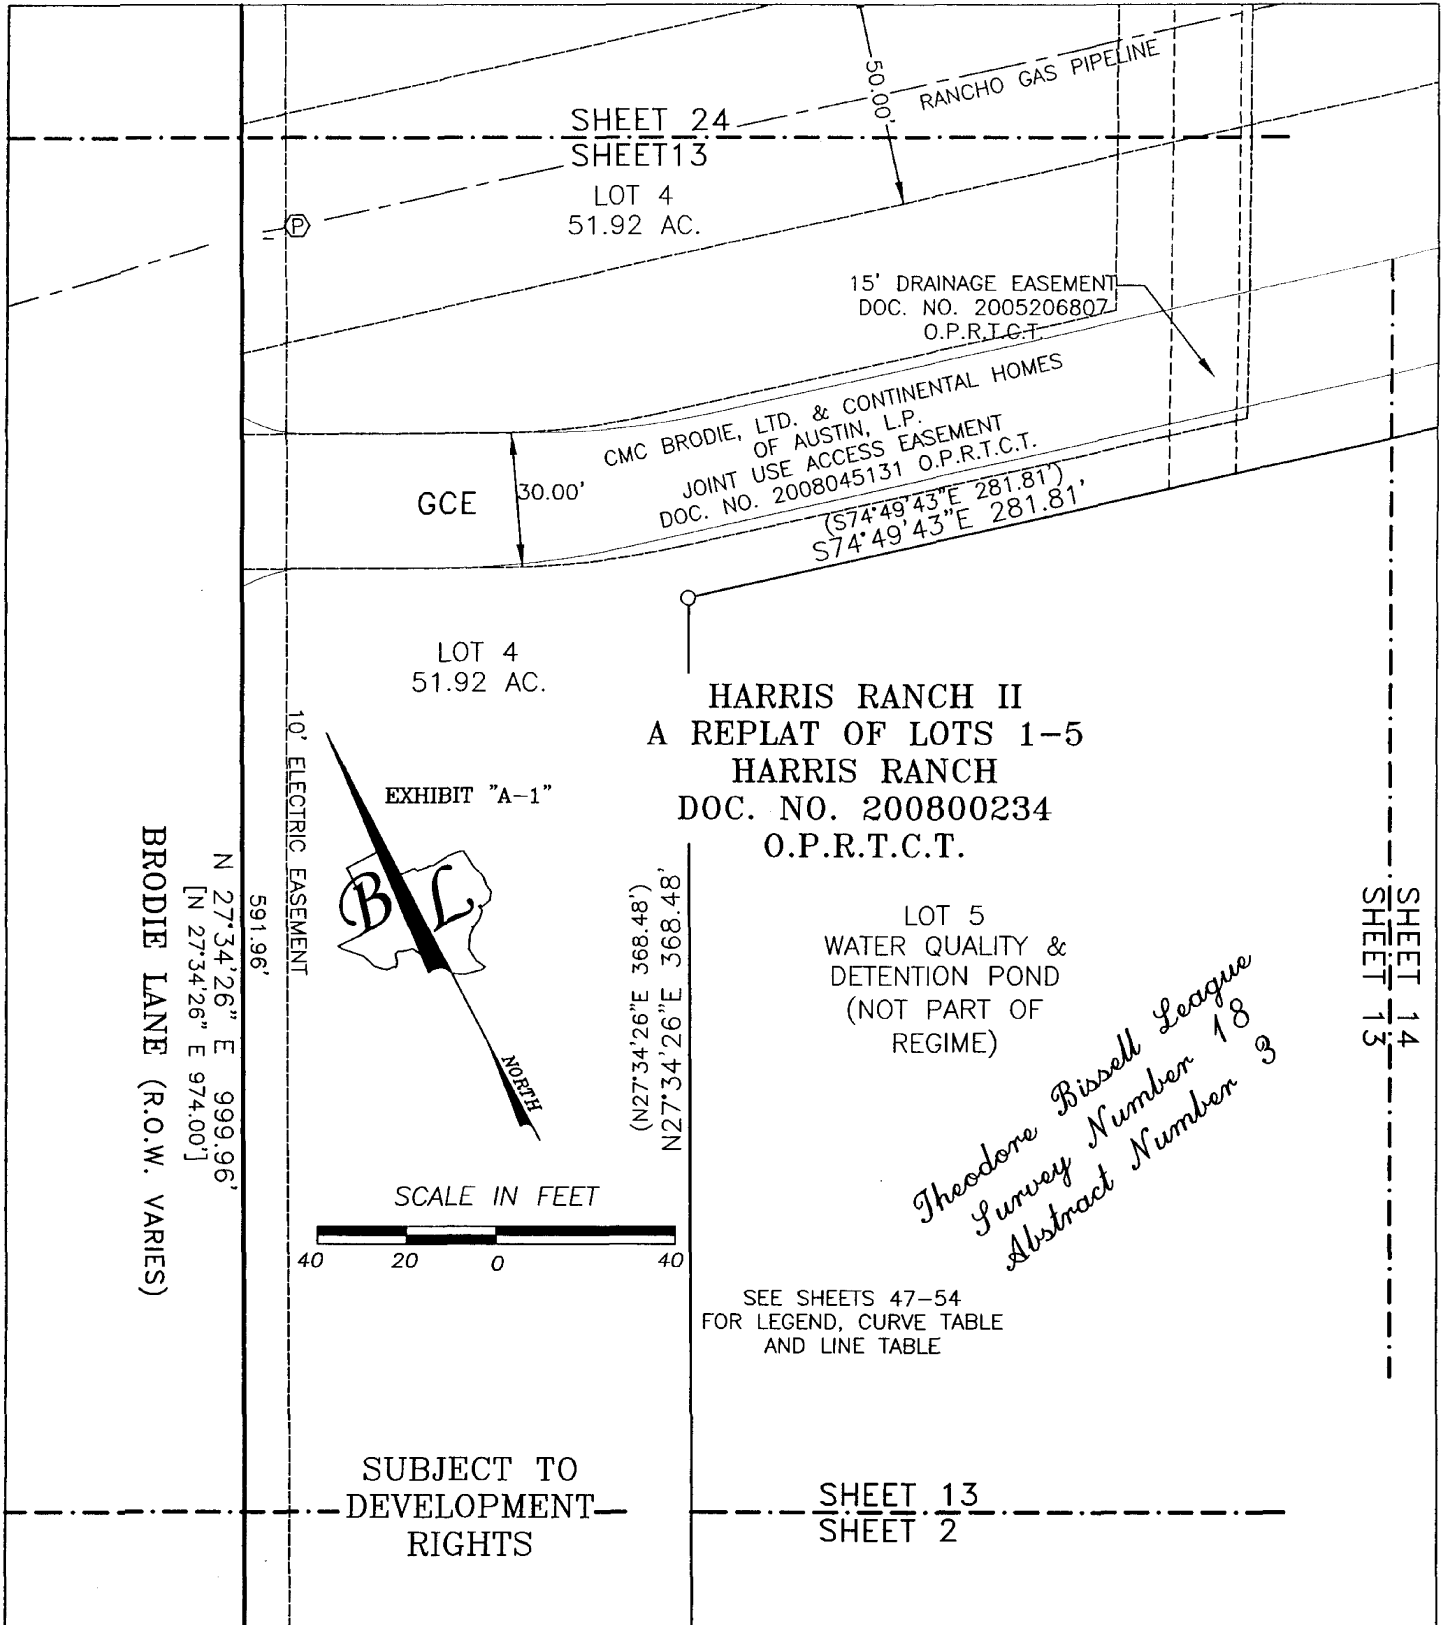 50.00'
RANCHO GAS PIPELINE
SHEET 24
SHEET13
LOT 4
51.92 AC.
P
15' DRAINAGE EASEMENT
DOC. NO. 2005206807
O.P.R.T.C.T.
CMC BRODIE, LTD. & CONTINENTAL HOMES
OF AUSTIN, L.P.
JOINT USE ACCESS EASEMENT
DOC. NO. 2008045131 O.P.R.T.C.T.
(S74°49'43"E 281.81')
S74°49'43"E 281.81'
GCE
30.00'
LOT 4
51.92 AC.
HARRIS RANCH II
A REPLAT OF LOTS 1-5
HARRIS RANCH
DOC. NO. 200800234
O.P.R.T.C.T.
10' ELECTRIC EASEMENT
EXHIBIT "A-1"
B L
NORTH
BRODIE LANE (R.O.W. VARIES)
[N 27°34'26" E 974.00']
N 27°34'26" E 999.96'
591.96'
(N27°34'26"E 368.48')
N27°34'26"E 368.48'
LOT 5
WATER QUALITY &
DETENTION POND
(NOT PART OF
REGIME)
SHEET 14
SHEET 13
Theodore Bissell League
Survey Number 18
Abstract Number 3
SCALE IN FEET
40 20 0 40
SEE SHEETS 47-54
FOR LEGEND, CURVE TABLE
AND LINE TABLE
SUBJECT TO
DEVELOPMENT
RIGHTS
SHEET 13
SHEET 2